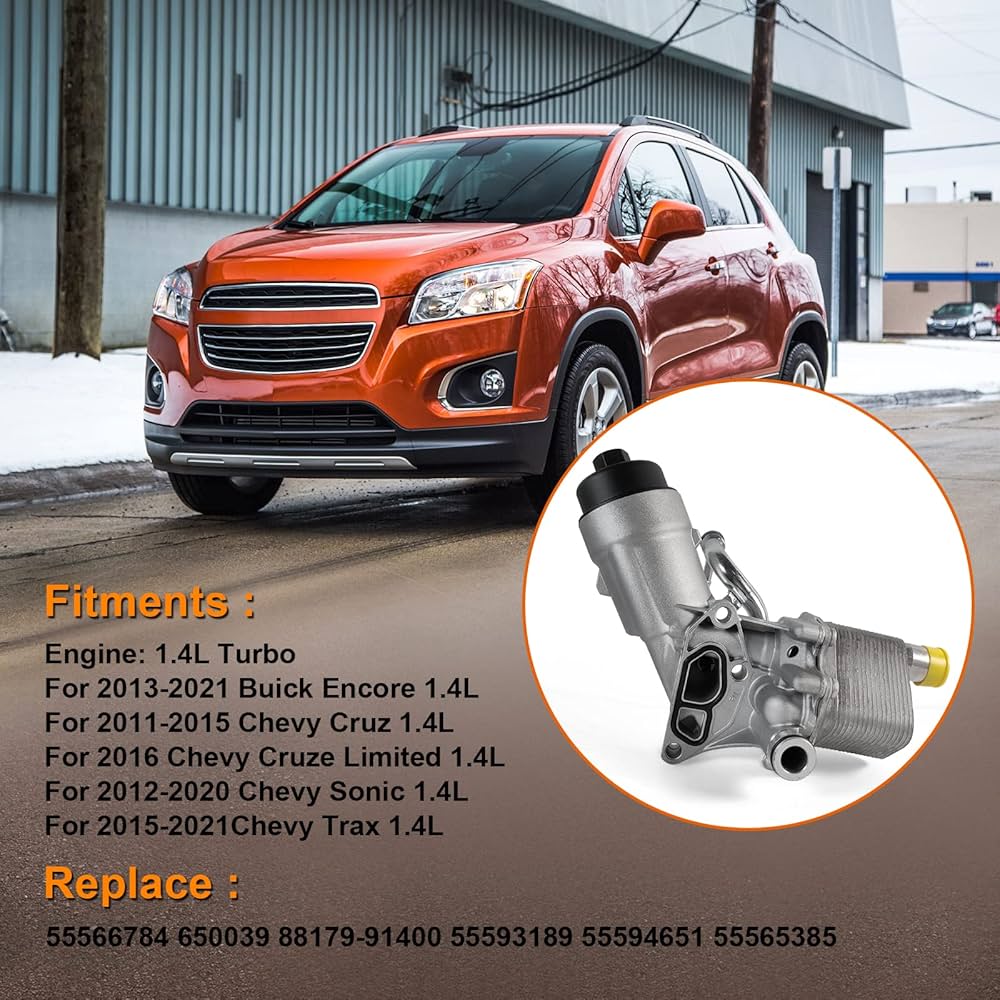 Fitments :
Engine: 1.4L Turbo
For 2013-2021 Buick Encore 1.4L
For 2011-2015 Chevy Cruz 1.4L
For 2016 Chevy Cruze Limited 1.4L
For 2012-2020 Chevy Sonic 1.4L
For 2015-2021Chevy Trax 1.4L
Replace :
55566784 650039 88179-91400 55593189 55594651 55565385